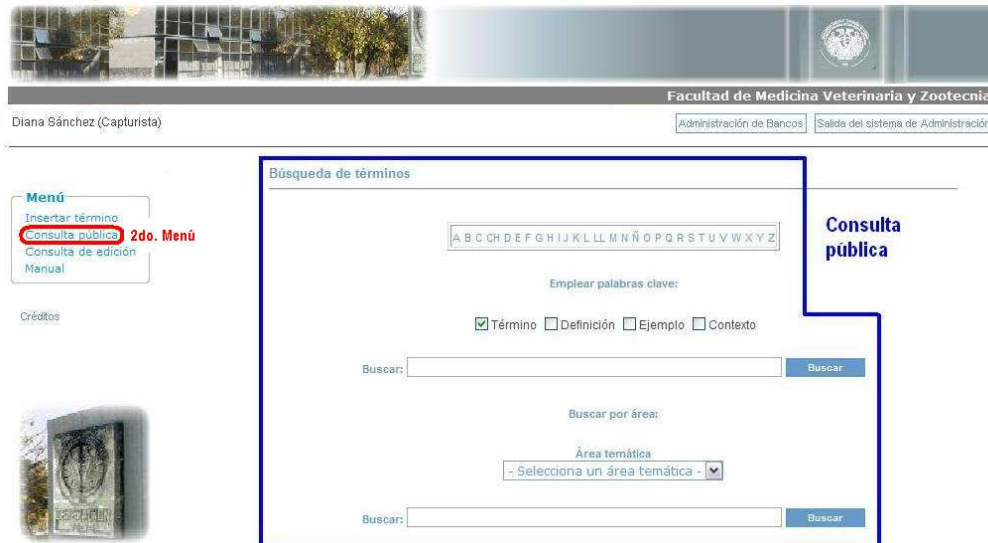 Facultad de Medicina Veterinaria y Zootecnia
Diana Sánchez (Capturista)
Administración de Bancos
Salida del sistema de Administración
Búsqueda de términos
Menú
Insertar término
Consulta pública
2do. Menú
Consulta de edición
Manual
Créditos
A B C CH D E F G H I J K L LL M N Ñ O P Q R S T U V W X Y Z
Consulta
pública
Emplear palabras clave:
Término Definición Ejemplo Contexto
Buscar:
Buscar
Buscar por área:
Área temática
- Selecciona un área temática -
Buscar:
Buscar